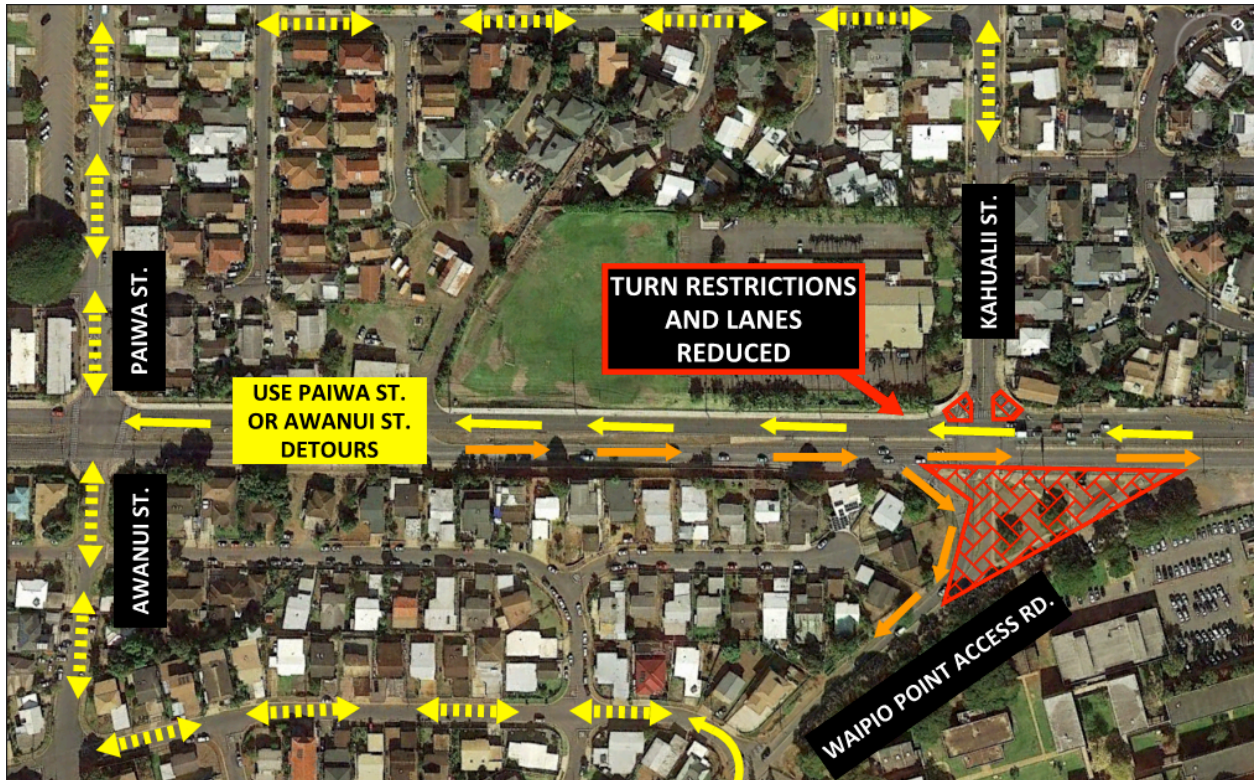 KAHUALII ST.
PAIWA ST.
TURN RESTRICTIONS
AND LANES
REDUCED
USE PAIWA ST.
OR AWANUI ST.
DETOURS
AWANUI ST.
WAIPIO POINT ACCESS RD.